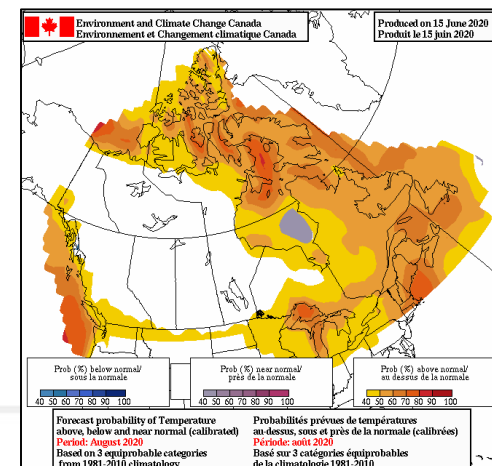 Environment and Climate Change Canada
Environnement et Changement climatique Canada
Produced on 15 June 2020
Produit le 15 juin 2020
Prob (%) below normal/
sous la normale
40 50 60 70 80 90 100
Prob (%) near normal/
près de la normale
40 50 60 70 80 90 100
Prob (%) above normal/
au dessus de la normale
40 50 60 70 80 90 100
Forecast probability of Temperature
above, below and near normal (calibrated)
Period: August 2020
Based on 3 equiprobable categories
from 1981-2010 climatology
Probabilités prévues de températures
au-dessus, sous et près de la normale (calibrées)
Période: août 2020
Basé sur 3 catégories équiprobables
de la climatologie 1981-2010